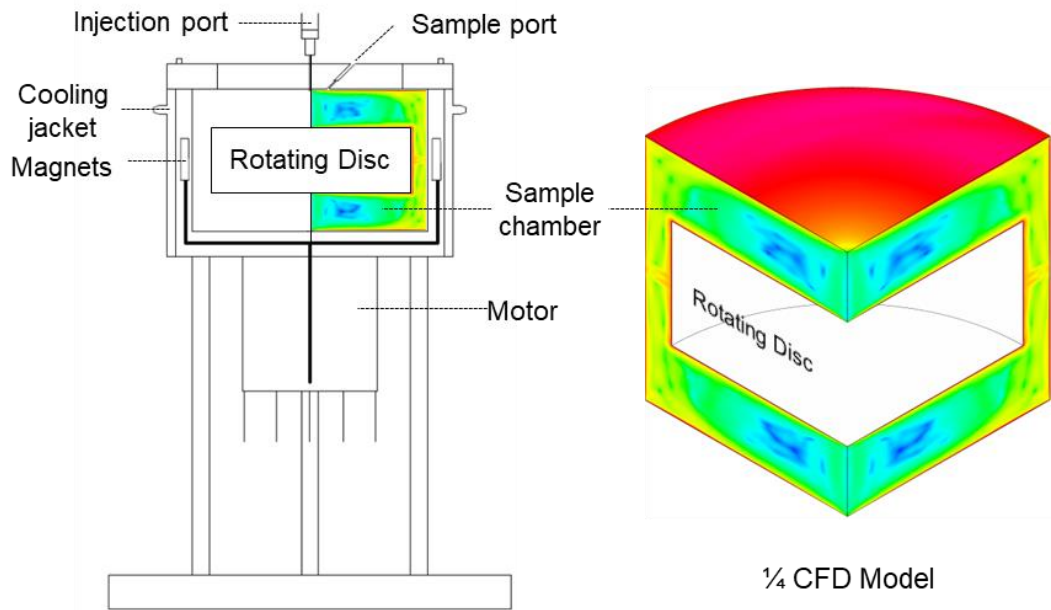 Injection port
Sample port
Cooling
jacket
Magnets
Rotating Disc
Sample
chamber
Motor
Rotating Disc
¼ CFD Model